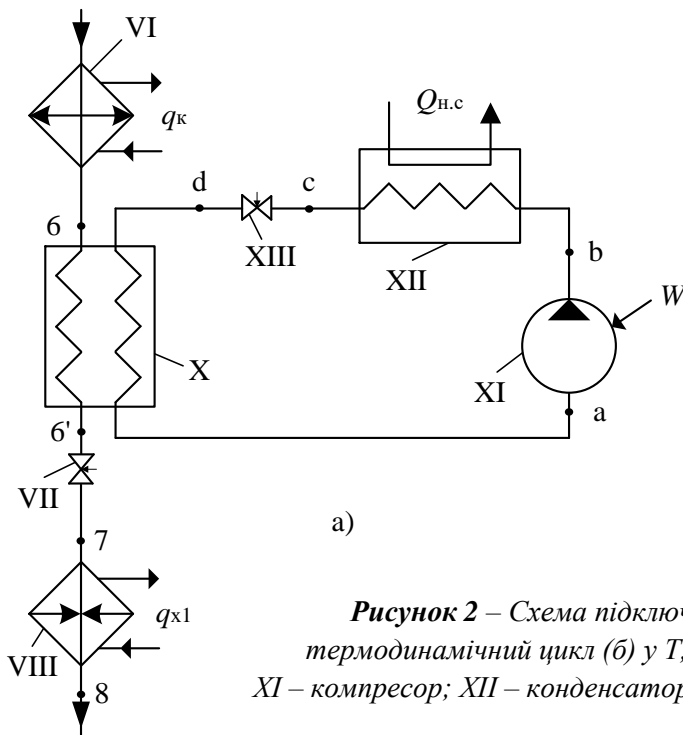 VI
qк
Qн.с
6
d
c
XIII
XII
b
W
X
XI
a
6'
VII
7
а)
qх1
VIII
8
Рисунок 2 – Схема підключ
термодинамічний цикл (б) у T,
XI – компресор; XII – конденсатор